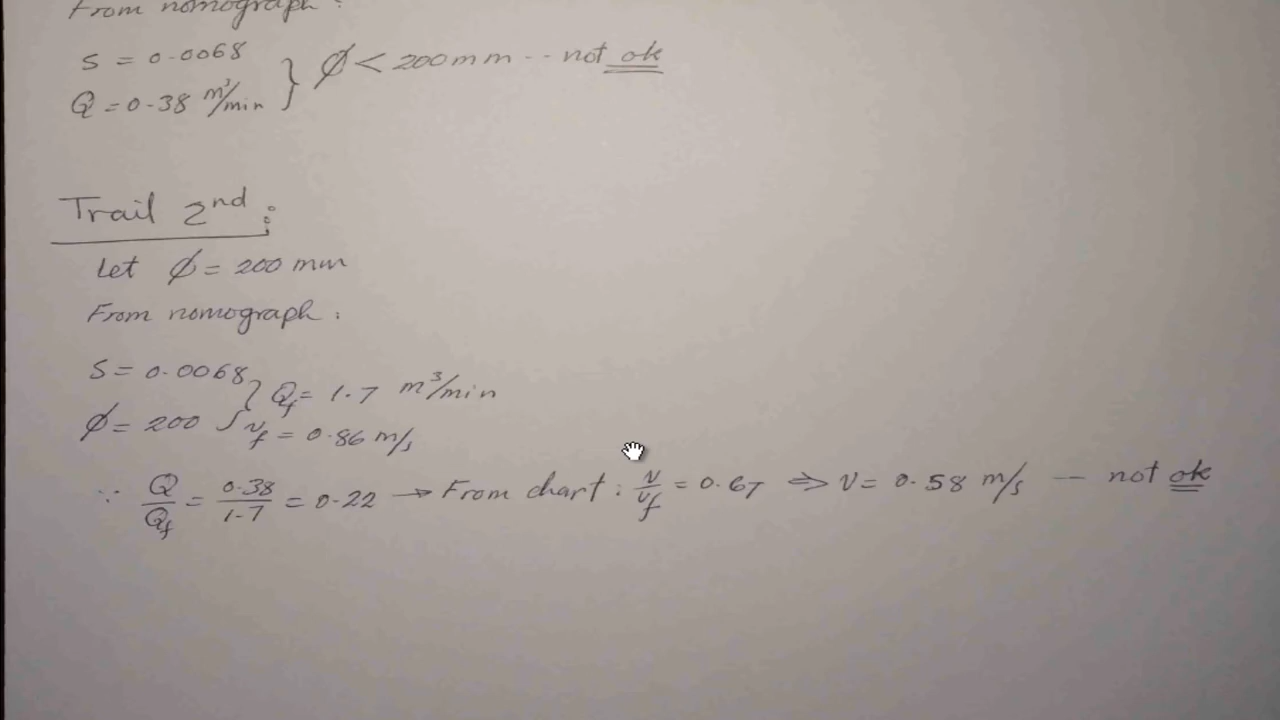 From nomograph :
S = 0.0068
Q = 0.38 m³/min } ϕ < 200mm -- not ok
Trail 2nd :
Let ϕ = 200 mm
From nomograph :
S = 0.0068
ϕ = 200 } Qf = 1.7 m³/min
vf = 0.86 m/s
∵ Q/Qf = 0.38/1.7 = 0.22 → From chart : v/vf = 0.67 ⇒ v = 0.58 m/s -- not ok